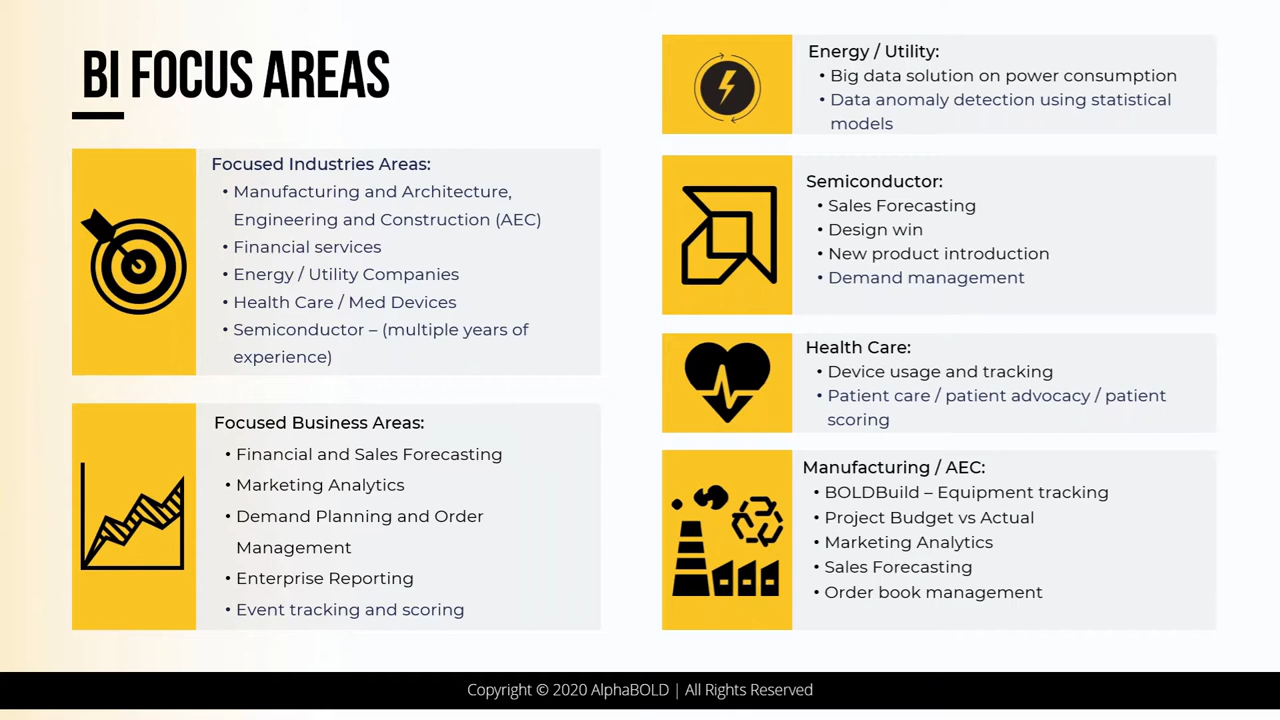 BI FOCUS AREAS
Focused Industries Areas:
• Manufacturing and Architecture,
Engineering and Construction (AEC)
• Financial services
• Energy / Utility Companies
• Health Care / Med Devices
• Semiconductor – (multiple years of
experience)
Focused Business Areas:
• Financial and Sales Forecasting
• Marketing Analytics
• Demand Planning and Order
Management
• Enterprise Reporting
• Event tracking and scoring
Energy / Utility:
• Big data solution on power consumption
• Data anomaly detection using statistical
models
Semiconductor:
• Sales Forecasting
• Design win
• New product introduction
• Demand management
Health Care:
• Device usage and tracking
• Patient care / patient advocacy / patient
scoring
Manufacturing / AEC:
• BOLDBuild – Equipment tracking
• Project Budget vs Actual
• Marketing Analytics
• Sales Forecasting
• Order book management
Copyright © 2020 AlphaBOLD | All Rights Reserved